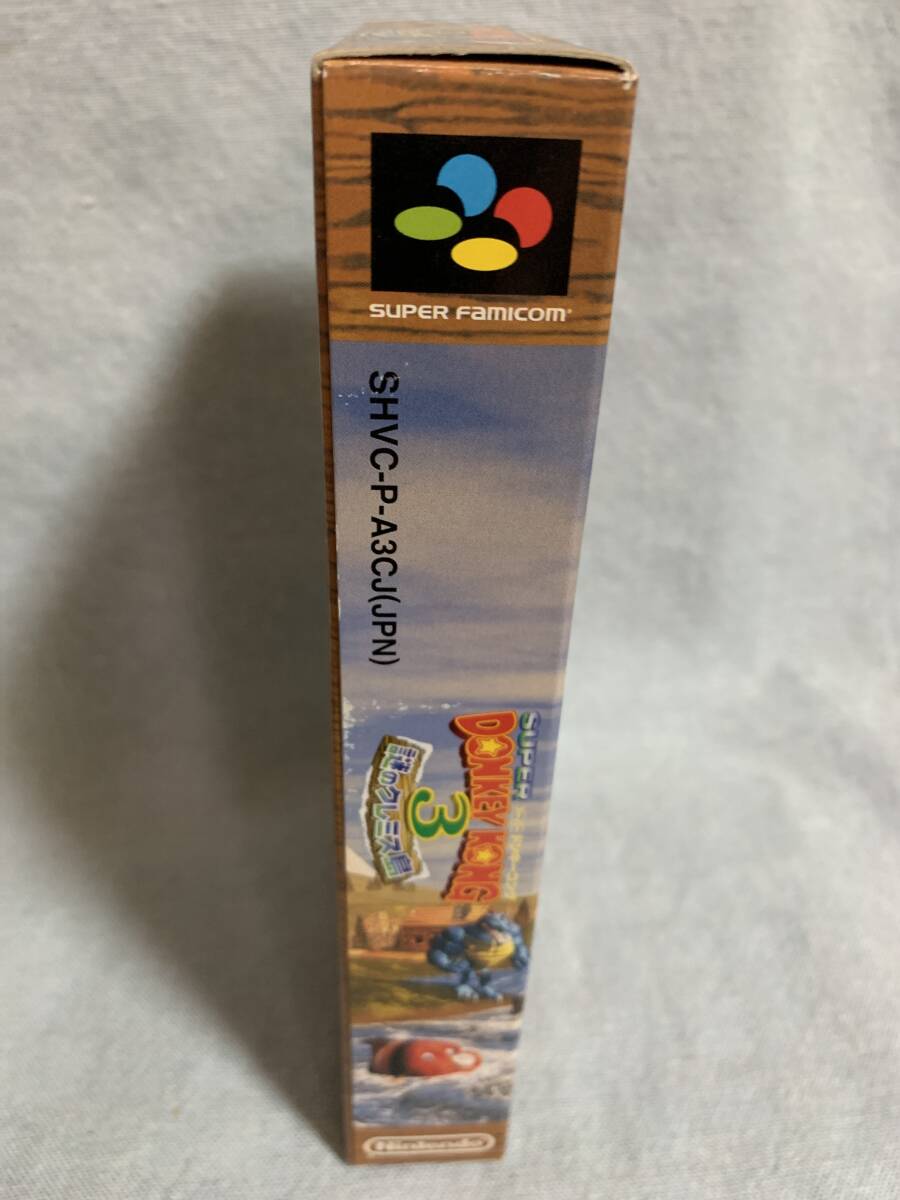 SUPER FAMICOM
SHVC-P-A3CJ(JPN)
SUPER
DONKEY KONG
3
謎のクレミス島
Nintendo